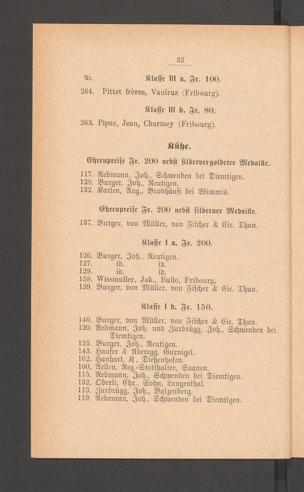 32
Nr. Klasse III a. Fr. 100.
264. Pittet frères, Vaulruz (Fribourg).
Klasse III b. Fr. 80.
263. Pipoz, Jean, Charmey (Fribourg).
Kühe.
Ehrenpreise Fr. 200 nebst silbervergoldeter Medaille.
117. Rebmann, Joh., Schwenden bei Diemtigen.
128. Burger, Joh., Reutigen.
132. Karlen, Aug., Brodhäusi bei Wimmis.
Ehrenpreise Fr. 200 nebst silberner Medaille.
137. Burger, von Müller, von Fischer & Cie. Thun.
Klasse I a. Fr. 200.
126. Burger, Joh., Reutigen.
127. id. id.
129. id. id.
158. Wissmuller, Jak., Bulle, Fribourg.
139. Burger, von Müller, von Fischer & Cie. Thun.
Klasse I b. Fr. 150.
140. Burger, von Müller, von Fischer & Cie. Thun.
120. Rebmann, Joh. und Zurbrügg, Joh., Schwenden bei
Diemtigen.
125. Burger, Joh., Reutigen.
143. Hauser & Aberegg, Gurnigel.
162. Hanhart, K., Dießenhofen.
100. Rellen, Reg.-Statthalter, Saanen.
115. Rebmann, Joh., Schwenden bei Diemtigen.
152. Oberli, Chr., Sohn, Langenthal.
113. Zurbrügg, Joh., Balzenberg.
119. Rebmann, Joh., Schwenden bei Diemtigen.